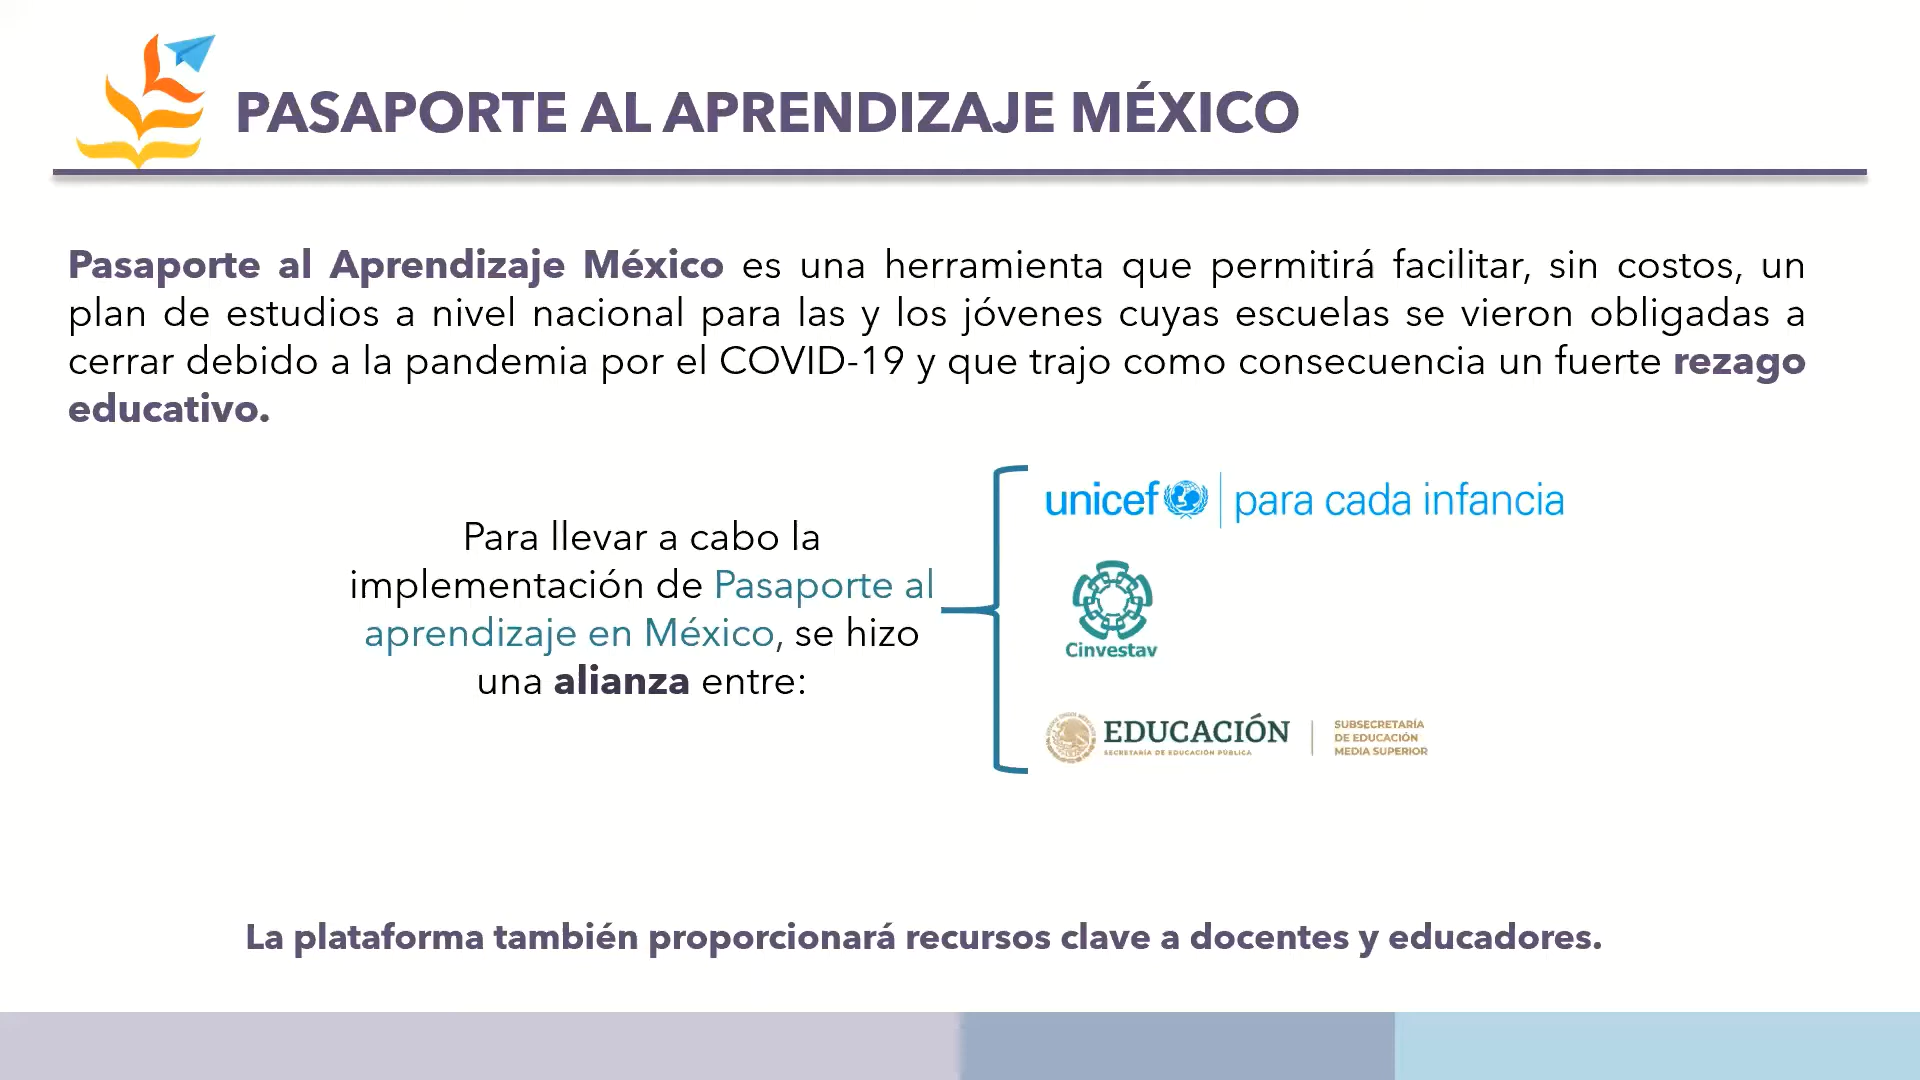 PASAPORTE AL APRENDIZAJE MÉXICO
Pasaporte al Aprendizaje México es una herramienta que permitirá facilitar, sin costos, un
plan de estudios a nivel nacional para las y los jóvenes cuyas escuelas se vieron obligadas a
cerrar debido a la pandemia por el COVID-19 y que trajo como consecuencia un fuerte rezago
educativo.
Para llevar a cabo la
implementación de Pasaporte al
aprendizaje en México, se hizo
una alianza entre:
unicef para cada infancia
Cinvestav
EDUCACIÓN
SECRETARÍA DE EDUCACIÓN PÚBLICA
SUBSECRETARÍA
DE EDUCACIÓN
MEDIA SUPERIOR
La plataforma también proporcionará recursos clave a docentes y educadores.